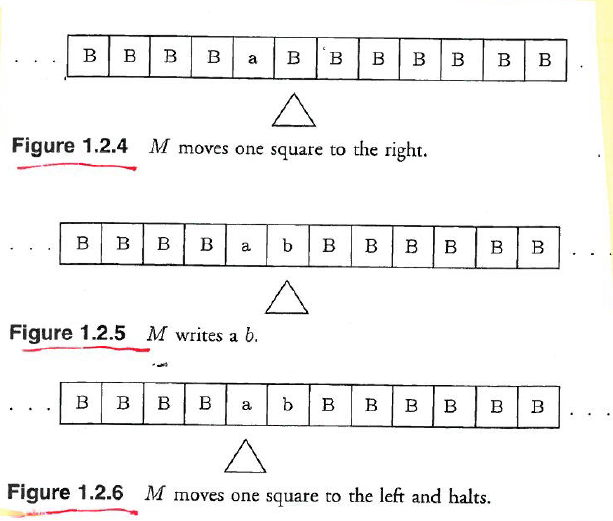 . . . B B B B a B B B B B B B .
Figure 1.2.4 M moves one square to the right.
. . . B B B B a b B B B B B B . . .
Figure 1.2.5 M writes a b.
. . . B B B B a b B B B B B B . . .
Figure 1.2.6 M moves one square to the left and halts.